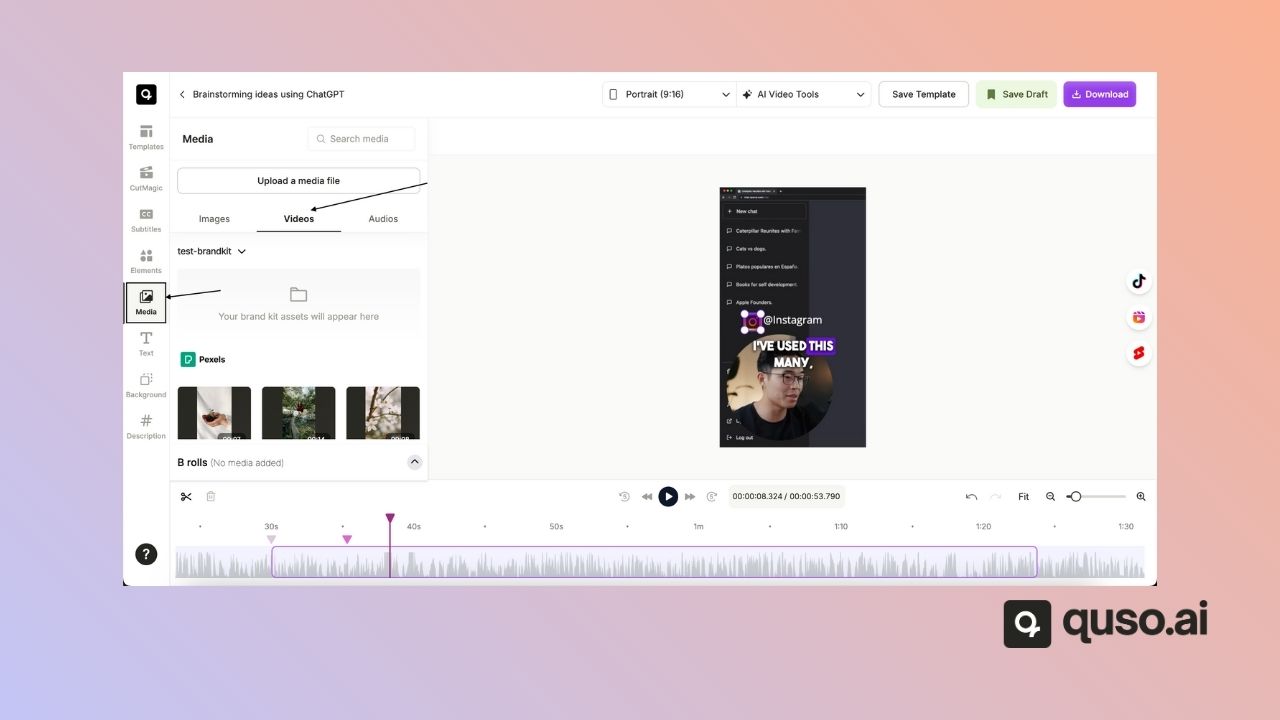 Brainstorming ideas using ChatGPT
Portrait (9:16)
AI Video Tools
Save Template
Save Draft
Download
Templates
CutMagic
Subtitles
Elements
Media
Text
Background
Description
Media
Search media
Upload a media file
Images
Videos
Audios
test-brandkit
Your brand kit assets will appear here
Pexels
B rolls (No media added)
New chat
Caterpillar Reunites with Fam
Cats vs dogs.
Platos populares en Españo
Books for self development.
Apple Founders.
@Instagram
I'VE USED THIS
MANY,
Log out
00:00:08.324 / 00:00:53.790
Fit
30s
40s
50s
1m
1:10
1:20
1:30
?
quso.ai